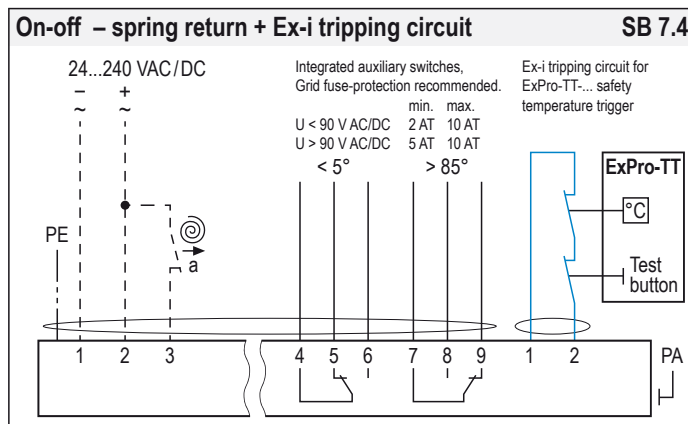 On-off – spring return + Ex-i tripping circuit SB 7.4
24...240 VAC/DC
– +
~ ~
PE
a
Integrated auxiliary switches,
Grid fuse-protection recommended.
min. max.
U < 90 V AC/DC 2 AT 10 AT
U > 90 V AC/DC 5 AT 10 AT
< 5° > 85°
Ex-i tripping circuit for
ExPro-TT-... safety
temperature trigger
ExPro-TT
°C
Test
button
1 2 3 4 5 6 7 8 9 1 2 PA